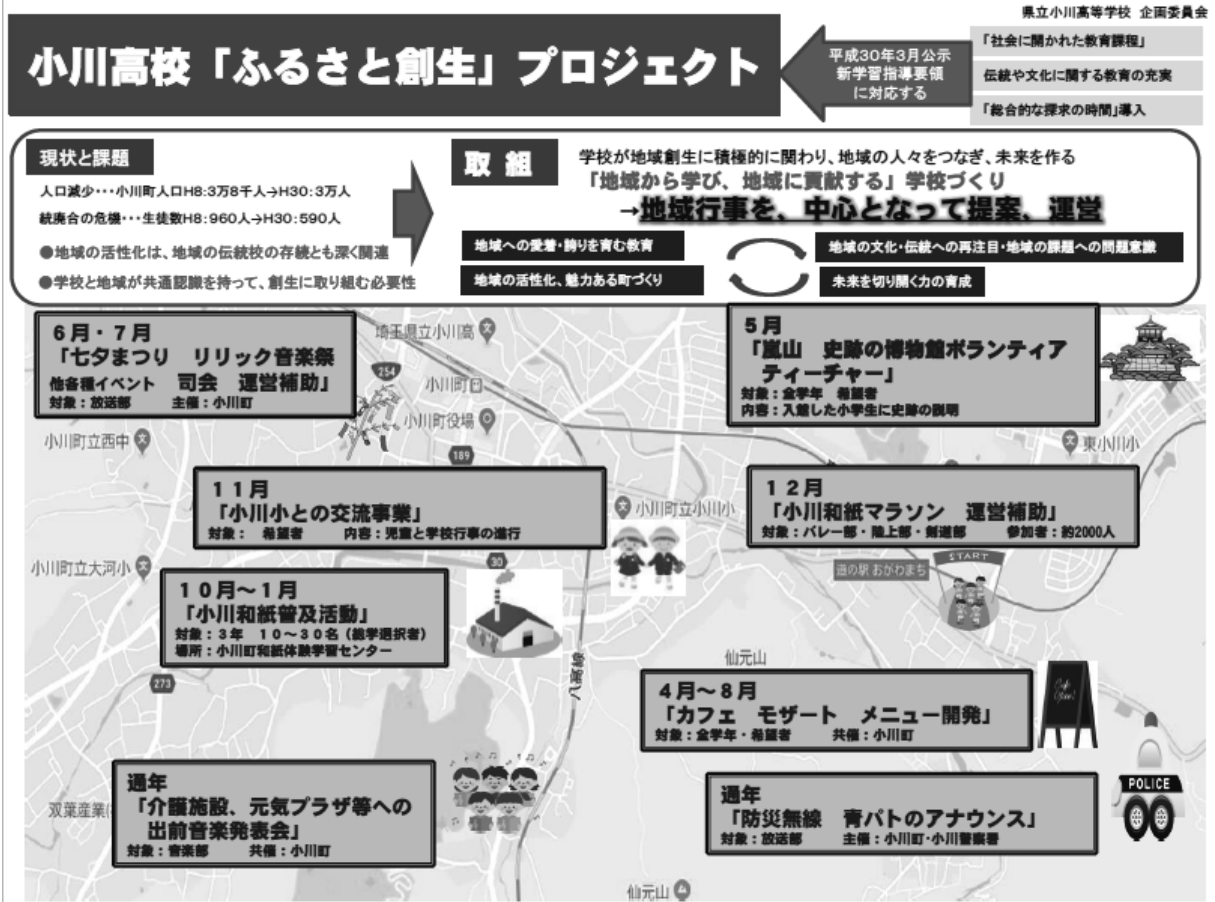 県立小川高等学校 企画委員会
小川高校「ふるさと創生」プロジェクト
平成30年3月公示
新学習指導要領
に対応する
「社会に開かれた教育課程」
伝統や文化に関する教育の充実
「総合的な探求の時間」導入
現状と課題
人口減少・・・小川町人口H8:3万8千人→H30:3万人
統廃合の危機・・・生徒数H8:960人→H30:590人
●地域の活性化は、地域の伝統校の存続とも深く関連
●学校と地域が共通認識を持って、創生に取り組む必要性
取 組
学校が地域創生に積極的に関わり、地域の人々をつなぎ、未来を作る
「地域から学び、地域に貢献する」学校づくり
→地域行事を、中心となって提案、運営
地域への愛着・誇りを育む教育
地域の文化・伝統への再注目・地域の課題への問題意識
地域の活性化、魅力ある町づくり
未来を切り開く力の育成
6月・7月
「七夕まつり リリック音楽祭
他各種イベント 司会 運営補助」
対象:放送部 主催:小川町
埼玉県立小川高
254
小川町
小川町役場
189
小川町立西中
5月
「嵐山 史跡の博物館ボランティア
ティーチャー」
対象:全学年 希望者
内容:入館した小学生に史跡の説明
東小川小
11月
「小川小との交流事業」
対象: 希望者 内容:児童と学校行事の進行
小川町立小川小
12月
「小川和紙マラソン 運営補助」
対象:バレー部・陸上部・剣道部 参加者:約2000人
START
道の駅 おがわまち
小川町立大河小
30
10月~1月
「小川和紙普及活動」
対象:3年 10~30名(総学選択者)
場所:小川町和紙体験学習センター
273
八高線
仙元山
4月~8月
「カフェ モザート メニュー開発」
対象:全学年・希望者 共催:小川町
Cafe
Open!
通年
「介護施設、元気プラザ等への
出前音楽発表会」
対象:音楽部 共催:小川町
双葉産業㈱
通年
「防災無線 青パトのアナウンス」
対象:放送部 主催:小川町・小川警察署
POLICE
仙元山